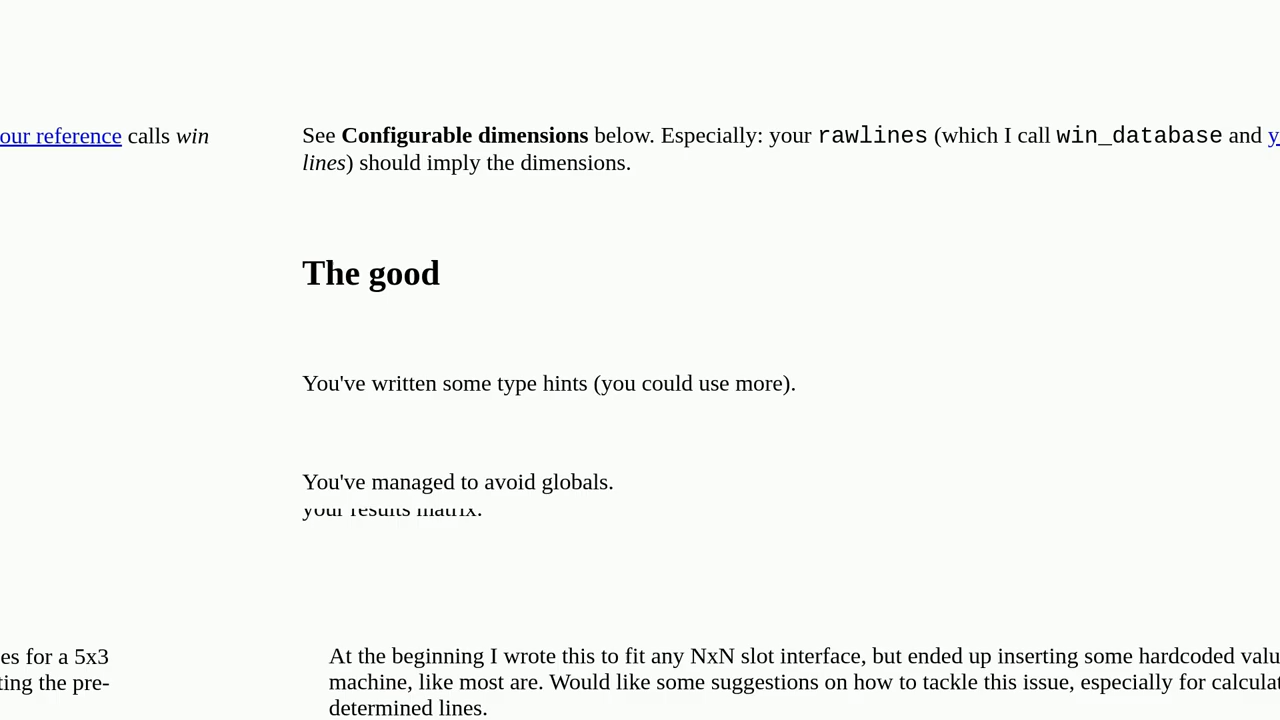 our reference calls win
See Configurable dimensions below. Especially: your rawlines (which I call win_database and y
lines) should imply the dimensions.
The good
You've written some type hints (you could use more).
You've managed to avoid globals.
your results matrix.
es for a 5x3
ting the pre-
At the beginning I wrote this to fit any NxN slot interface, but ended up inserting some hardcoded valu
machine, like most are. Would like some suggestions on how to tackle this issue, especially for calculat
determined lines.